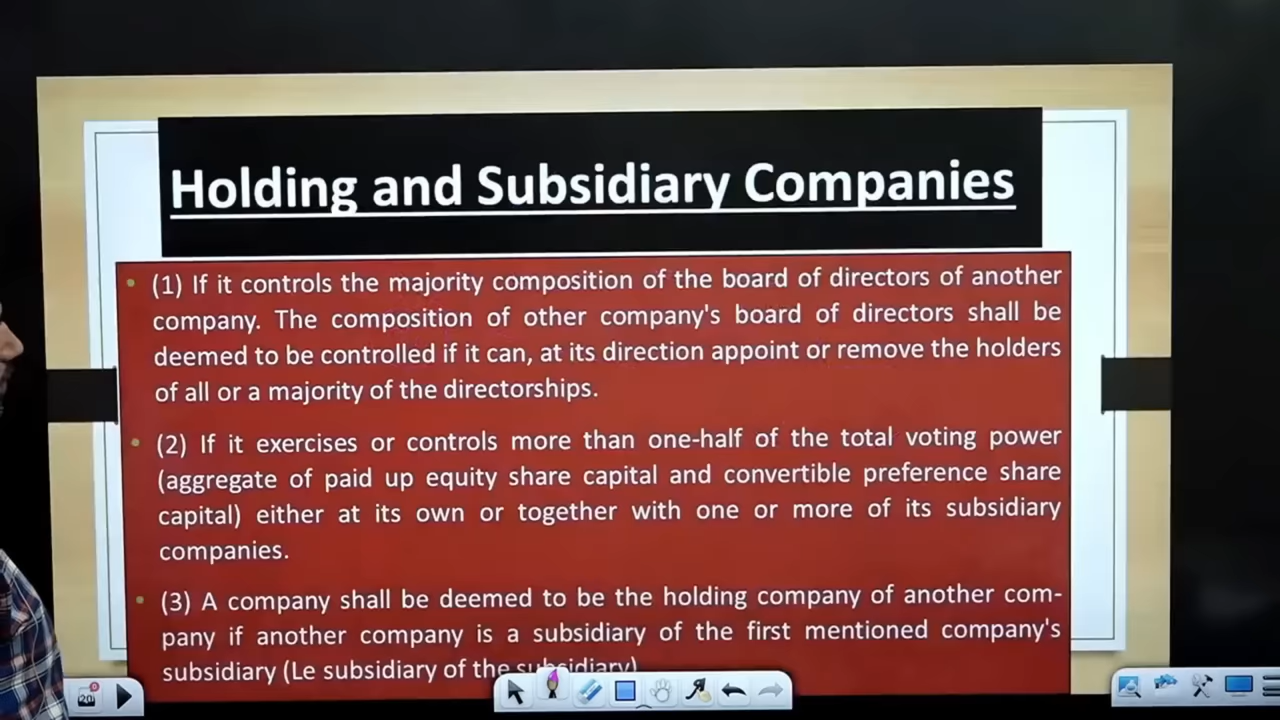 Holding and Subsidiary Companies
(1) If it controls the majority composition of the board of directors of another
company. The composition of other company's board of directors shall be
deemed to be controlled if it can, at its direction appoint or remove the holders
of all or a majority of the directorships.
(2) If it exercises or controls more than one-half of the total voting power
(aggregate of paid up equity share capital and convertible preference share
capital) either at its own or together with one or more of its subsidiary
companies.
(3) A company shall be deemed to be the holding company of another com-
pany if another company is a subsidiary of the first mentioned company's
subsidiary (Le subsidiary of the subsidiary)